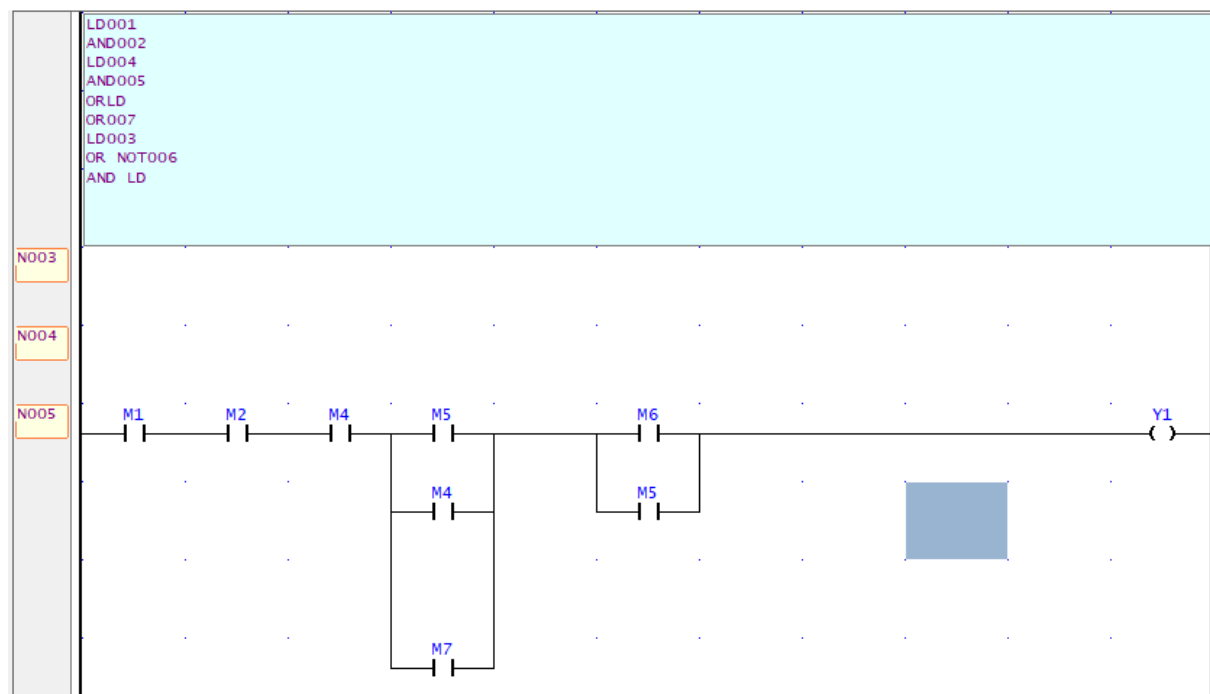 LD001
AND002
LD004
AND005
ORLD
OR007
LD003
OR NOT006
AND LD
N003
N004
N005 M1 M2 M4 M5 M6 Y1
M4 M5
M7